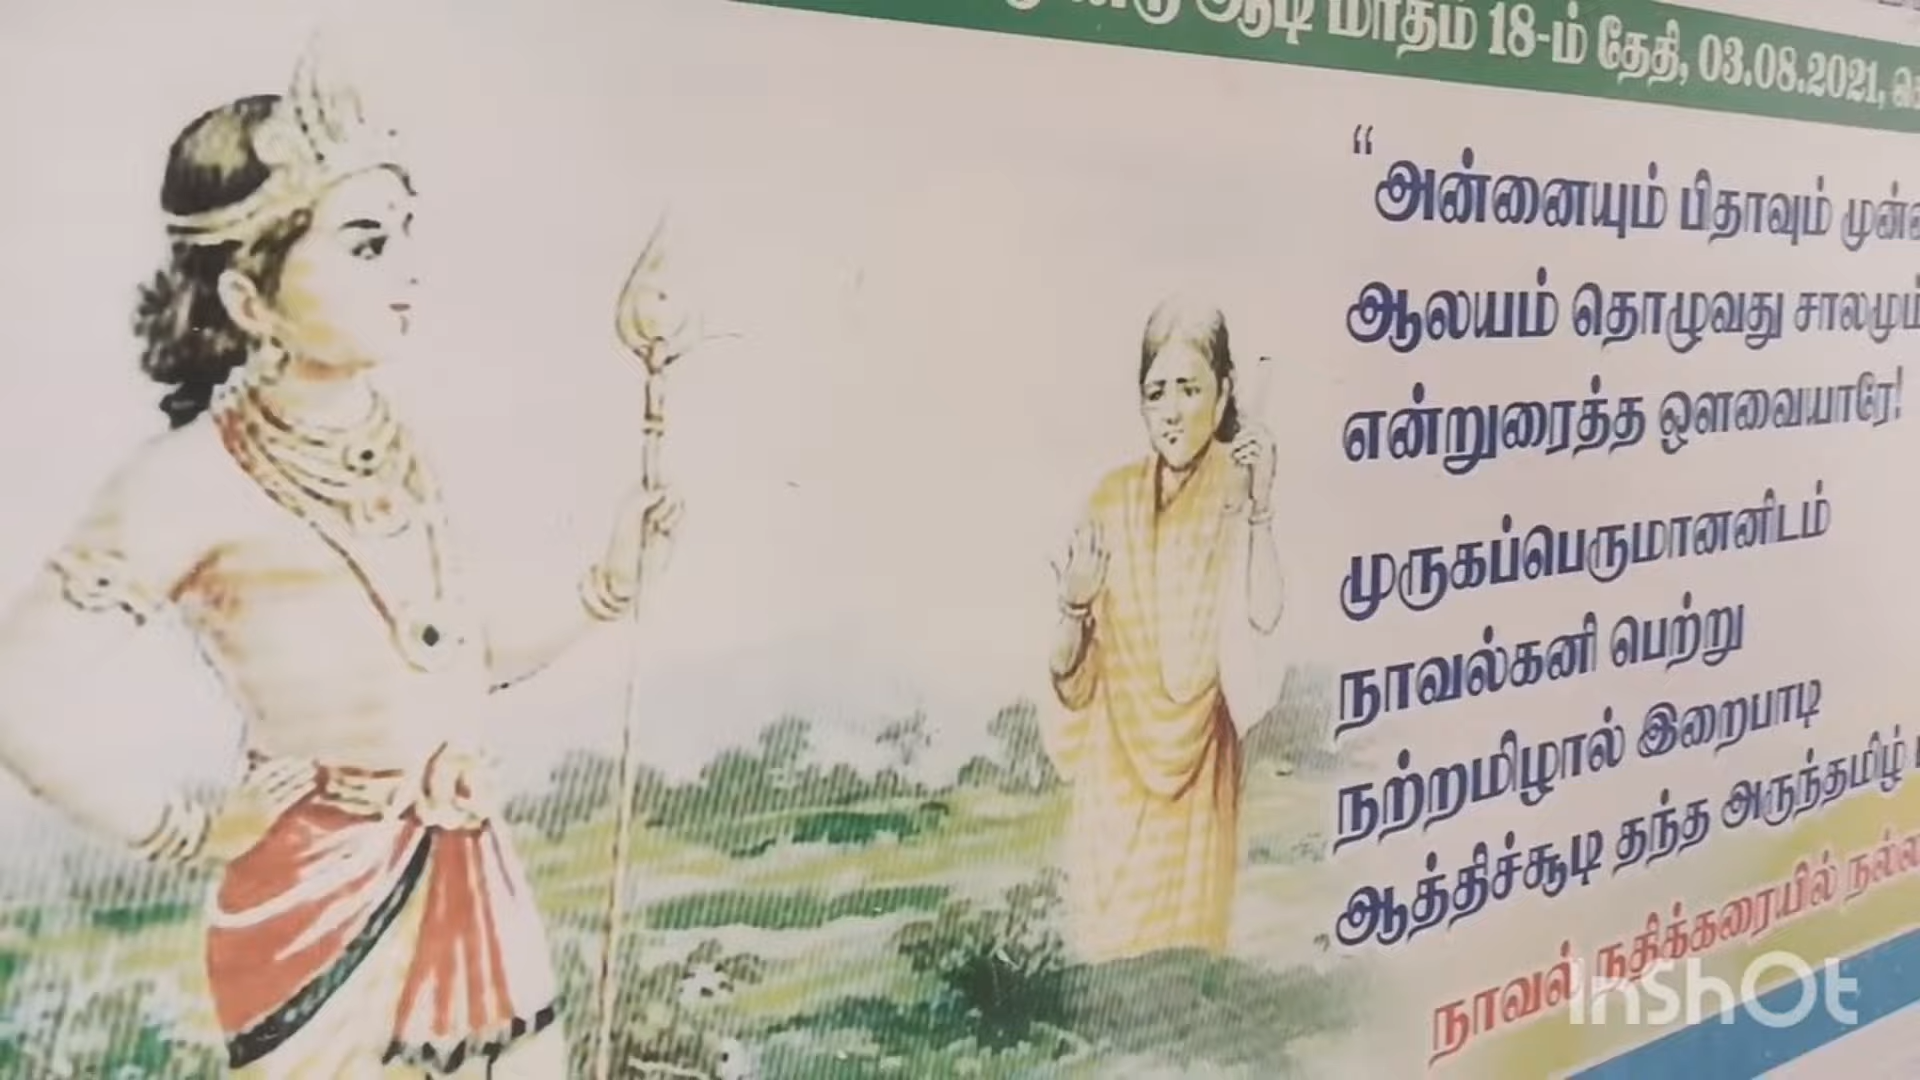 ஆடி மாதம் 18-ம் தேதி, 03.08.2021,
“அன்னையும் பிதாவும்
ஆலயம் தொழுவது சாலமும்
என்றுரைத்த ஔவையாரே!
முருகப்பெருமானனிடம்
நாவல்கனி பெற்று
நற்றமிழால் இறைபாடி
ஆத்திச்சூடி தந்த அருந்தமிழ்
நாவல் நதிக்கரையில்
InShOt